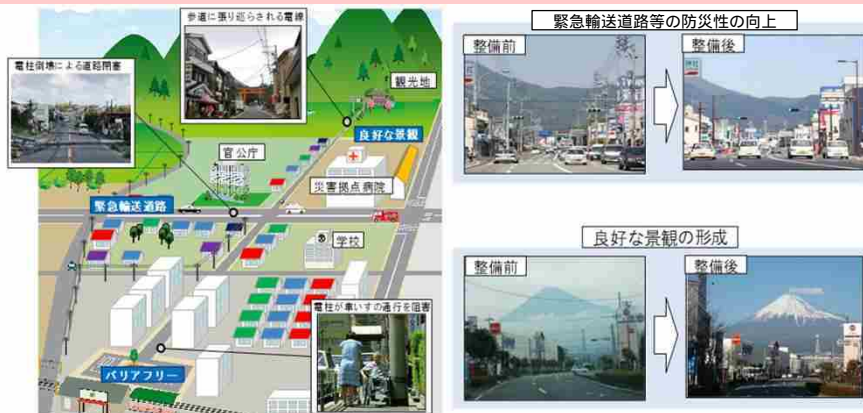 参道に張り巡らされる電線
電柱倒壊による道路閉塞
観光地
良好な景観
官公庁
災害拠点病院
緊急輸送道路
学校
電柱が車いすの通行を阻害
バリアフリー
緊急輸送道路等の防災性の向上
整備前
整備後
良好な景観の形成
整備前
整備後